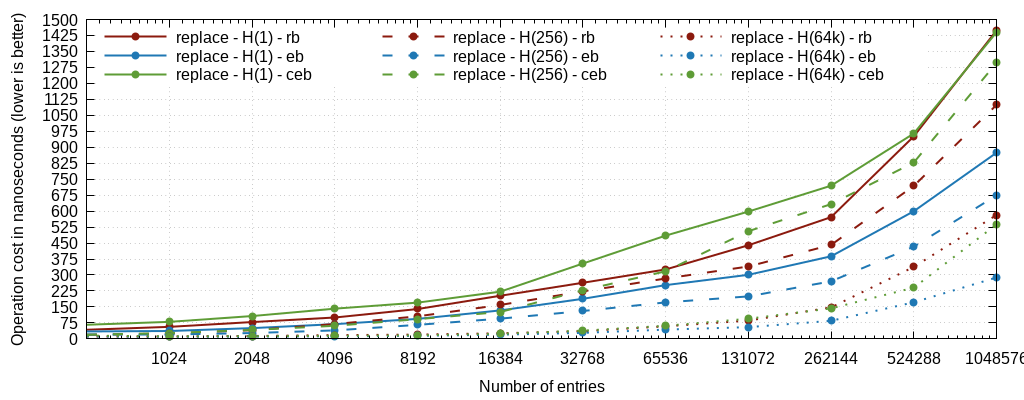 Operation cost in nanoseconds (lower is better)
1500
1425
1350
1275
1200
1125
1050
975
900
825
750
675
600
525
450
375
300
225
150
75
0
replace - H(1) - rb
replace - H(1) - eb
replace - H(1) - ceb
replace - H(256) - rb
replace - H(256) - eb
replace - H(256) - ceb
replace - H(64k) - rb
replace - H(64k) - eb
replace - H(64k) - ceb
1024 2048 4096 8192 16384 32768 65536 131072 262144 524288 1048576
Number of entries